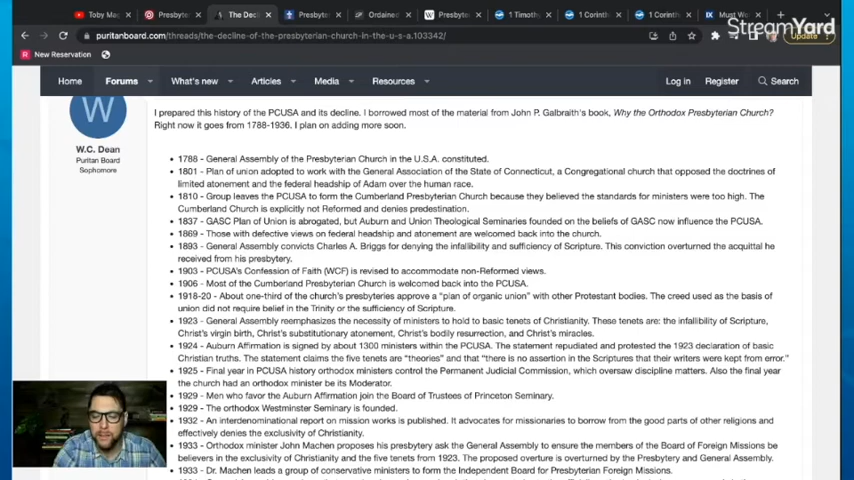 Toby Mac
Presbyte
The Decl
Presbyter
Ordained
Presbyte
1 Timothy
1 Corinth
1 Corinth
Must Wo
StreamYard
puritanboard.com/threads/the-decline-of-the-presbyterian-church-in-the-u-s-a.103342/
Update
New Reservation
Home Forums What's new Articles Media Resources Log in Register Search
W
W.C. Dean
Puritan Board
Sophomore
I prepared this history of the PCUSA and its decline. I borrowed most of the material from John P. Galbraith's book, Why the Orthodox Presbyterian Church?
Right now it goes from 1788-1936. I plan on adding more soon.
• 1788 - General Assembly of the Presbyterian Church in the U.S.A. constituted.
• 1801 - Plan of union adopted to work with the General Association of the State of Connecticut, a Congregational church that opposed the doctrines of
limited atonement and the federal headship of Adam over the human race.
• 1810 - Group leaves the PCUSA to form the Cumberland Presbyterian Church because they believed the standards for ministers were too high. The
Cumberland Church is explicitly not Reformed and denies predestination.
• 1837 - GASC Plan of Union is abrogated, but Auburn and Union Theological Seminaries founded on the beliefs of GASC now influence the PCUSA.
• 1869 - Those with defective views on federal headship and atonement are welcomed back into the church.
• 1893 - General Assembly convicts Charles A. Briggs for denying the infallibility and sufficiency of Scripture. This conviction overturned the acquittal he
received from his presbytery.
• 1903 - PCUSA's Confession of Faith (WCF) is revised to accommodate non-Reformed views.
• 1906 - Most of the Cumberland Presbyterian Church is welcomed back into the PCUSA.
• 1918-20 - About one-third of the church's presbyteries approve a "plan of organic union" with other Protestant bodies. The creed used as the basis of
union did not require belief in the Trinity or the sufficiency of Scripture.
• 1923 - General Assembly reemphasizes the necessity of ministers to hold to basic tenets of Christianity. These tenets are: the infallibility of Scripture,
Christ's virgin birth, Christ's substitutionary atonement, Christ's bodily resurrection, and Christ's miracles.
• 1924 - Auburn Affirmation is signed by about 1300 ministers within the PCUSA. The statement repudiated and protested the 1923 declaration of basic
Christian truths. The statement claims the five tenets are "theories" and that "there is no assertion in the Scriptures that their writers were kept from error."
• 1925 - Final year in PCUSA history orthodox ministers control the Permanent Judicial Commission, which oversaw discipline matters. Also the final year
the church had an orthodox minister be its Moderator.
• 1929 - Men who favor the Auburn Affirmation join the Board of Trustees of Princeton Seminary.
• 1929 - The orthodox Westminster Seminary is founded.
• 1932 - An interdenominational report on mission works is published. It advocates for missionaries to borrow from the good parts of other religions and
effectively denies the exclusivity of Christianity.
• 1933 - Orthodox minister John Machen proposes his presbytery ask the General Assembly to ensure the members of the Board of Foreign Missions be
believers in the exclusivity of Christianity and the five tenets from 1923. The proposed overture is overturned by the Presbytery and General Assembly.
• 1933 - Dr. Machen leads a group of conservative ministers to form the Independent Board for Presbyterian Foreign Missions.